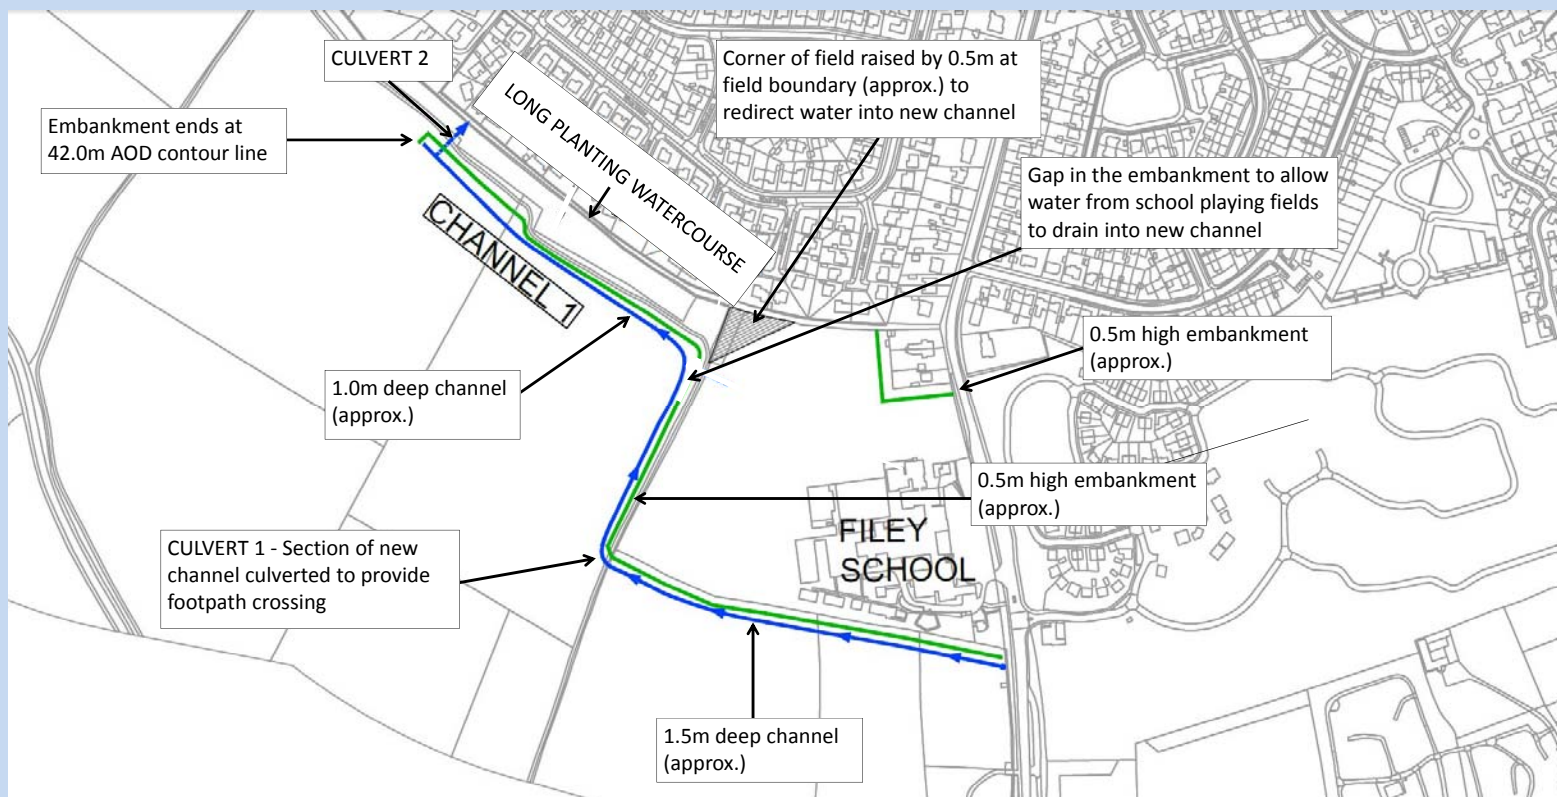 CULVERT 2
LONG PLANTING WATERCOURSE
Corner of field raised by 0.5m at
field boundary (approx.) to
redirect water into new channel
Embankment ends at
42.0m AOD contour line
Gap in the embankment to allow
water from school playing fields
to drain into new channel
CHANNEL 1
0.5m high embankment
(approx.)
1.0m deep channel
(approx.)
0.5m high embankment
(approx.)
FILEY
SCHOOL
CULVERT 1 - Section of new
channel culverted to provide
footpath crossing
1.5m deep channel
(approx.)